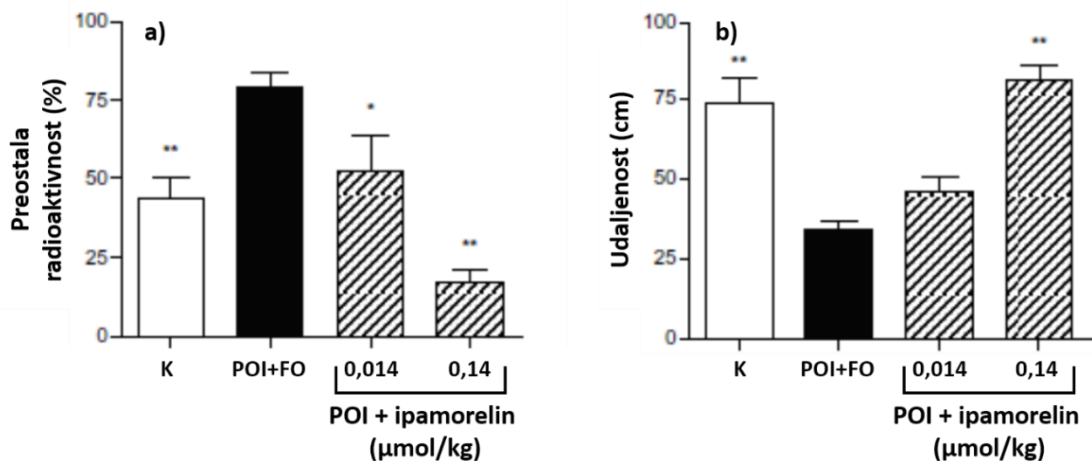 a)
Preostala
radioaktivnost (%)
100
75
50
25
0
**
*
**
K
POI+FO
0,014
0,14
POI + ipamorelin
(µmol/kg)
b)
Udaljenost (cm)
100
75
50
25
0
**
**
K
POI+FO
0,014
0,14
POI + ipamorelin
(µmol/kg)